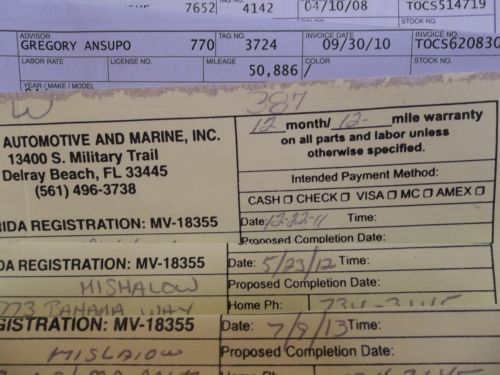 7652 4142 04/10/08 TOCS514719
STOCK NO.
ADVISOR TAG NO. INVOICE DATE INVOICE NO.
GREGORY ANSUPO 770 3724 09/30/10 TOCS620830
LABOR RATE LICENSE NO. MILEAGE COLOR STOCK NO.
50,886 /
YEAR / MAKE / MODEL
W 387
AUTOMOTIVE AND MARINE, INC.
13400 S. Military Trail
Delray Beach, FL 33445
(561) 496-3738
12 month/ 12- mile warranty
on all parts and labor unless
otherwise specified.
Intended Payment Method:
CASH CHECK VISA MC AMEX
RIDA REGISTRATION: MV-18355 Date: 12-22-11 Time:
Proposed Completion Date:
IDA REGISTRATION: MV-18355 Date: 5/23/12 Time:
MISHALOW Proposed Completion Date:
773 PANAMA WAY Home Ph:
GISTRATION: MV-18355 Date: 7/9/13 Time:
MISLAIOW Proposed Completion Date: